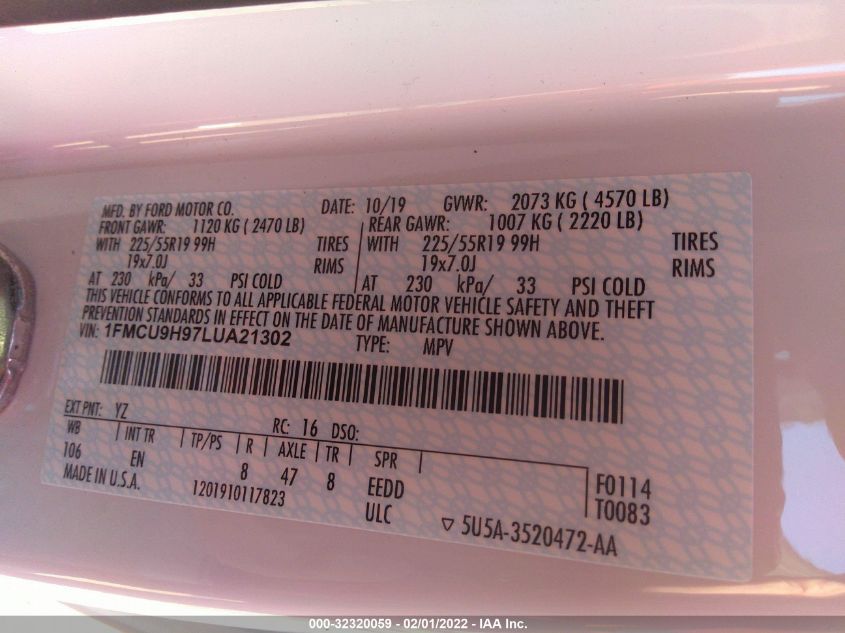 MFD. BY FORD MOTOR CO. DATE: 10/19 GVWR: 2073 KG ( 4570 LB)
FRONT GAWR: 1120 KG ( 2470 LB) REAR GAWR: 1007 KG ( 2220 LB)
WITH 225/55R19 99H TIRES WITH 225/55R19 99H TIRES
19x7.0J RIMS 19x7.0J RIMS
AT 230 kPa/ 33 PSI COLD AT 230 kPa/ 33 PSI COLD
THIS VEHICLE CONFORMS TO ALL APPLICABLE FEDERAL MOTOR VEHICLE SAFETY AND THEFT
PREVENTION STANDARDS IN EFFECT ON THE DATE OF MANUFACTURE SHOWN ABOVE.
VIN: 1FMCU9H97LUA21302 TYPE: MPV
EXT PNT: YZ RC: 16 DSO:
WB INT TR TP/PS R AXLE TR SPR
106 EN 8 47 8 EEDD F0114
MADE IN U.S.A. 1201910117823 ULC T0083
5U5A-3520472-AA
000-32320059 — 02/01/2022 — IAA Inc.